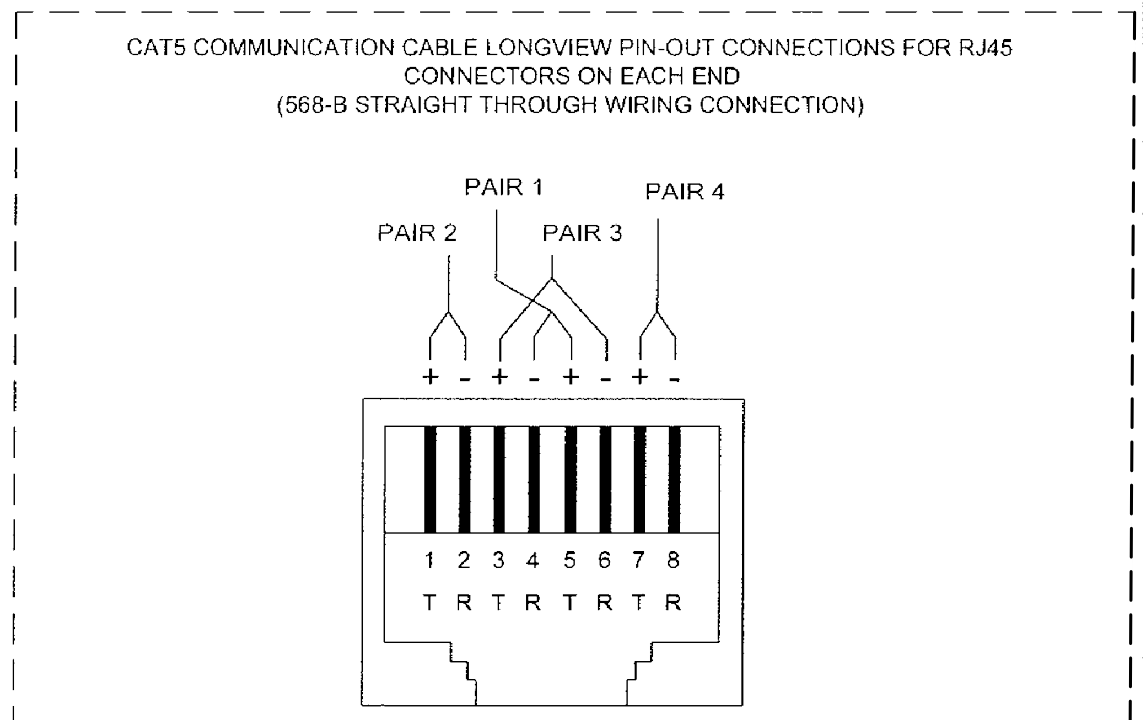 CAT5 COMMUNICATION CABLE LONGVIEW PIN-OUT CONNECTIONS FOR RJ45
CONNECTORS ON EACH END
(568-B STRAIGHT THROUGH WIRING CONNECTION)
PAIR 1
PAIR 4
PAIR 2
PAIR 3
+ - + - + - + -
1 2 3 4 5 6 7 8
T R T R T R T R